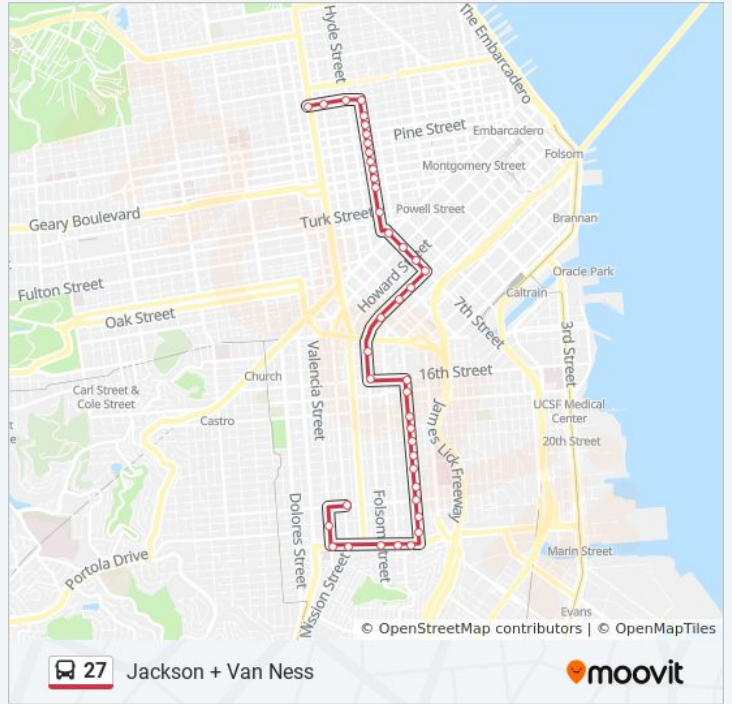 Hyde Street
The Embarcadero
Pine Street
Embarcadero
Montgomery Street
Folsom
Geary Boulevard
Turk Street
Powell Street
Brannan
Howard Street
Oracle Park
Fulton Street
Caltrain
Oak Street
7th Street
3rd Street
Valencia Street
Church
16th Street
Carl Street &
Cole Street
UCSF Medical
Center
Castro
James Lick Freeway
20th Street
Dolores Street
Folsom Street
Portola Drive
Mission Street
Marin Street
Evans
© OpenStreetMap contributors | © OpenMapTiles
27 Jackson + Van Ness
moovit